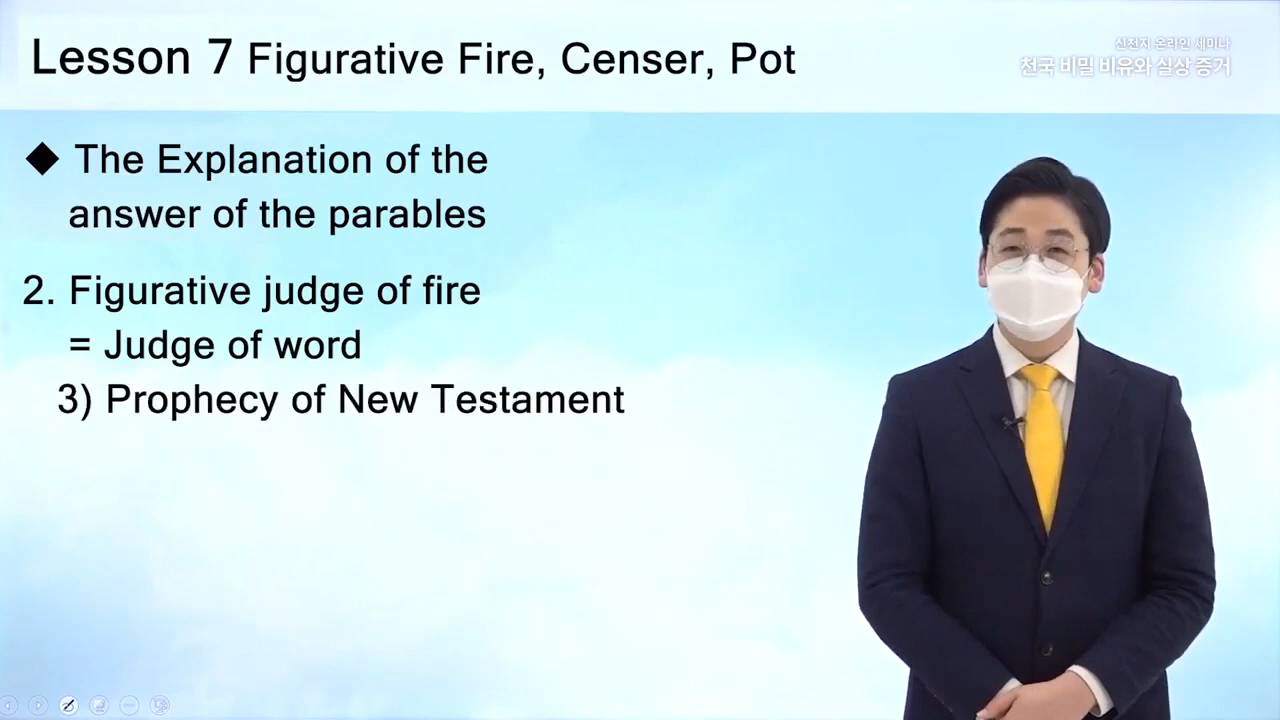 Lesson 7 Figurative Fire, Censer, Pot
신천지 온라인 세미나
천국 비밀 비유와 실상 증거
◆ The Explanation of the
answer of the parables
2. Figurative judge of fire
= Judge of word
3) Prophecy of New Testament